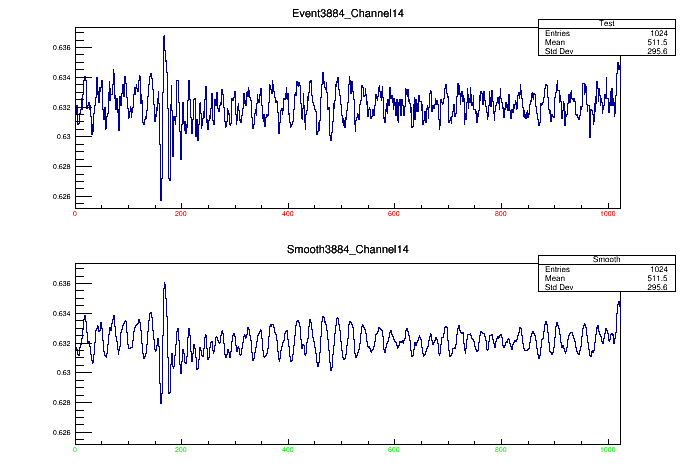 Event3884_Channel14
Test
Entries 1024
Mean 511.5
Std Dev 295.6
0.636
0.634
0.632
0.63
0.628
0.626
0 200 400 600 800 1000
Smooth3884_Channel14
Smooth
Entries 1024
Mean 511.5
Std Dev 295.6
0.636
0.634
0.632
0.63
0.628
0.626
0 200 400 600 800 1000